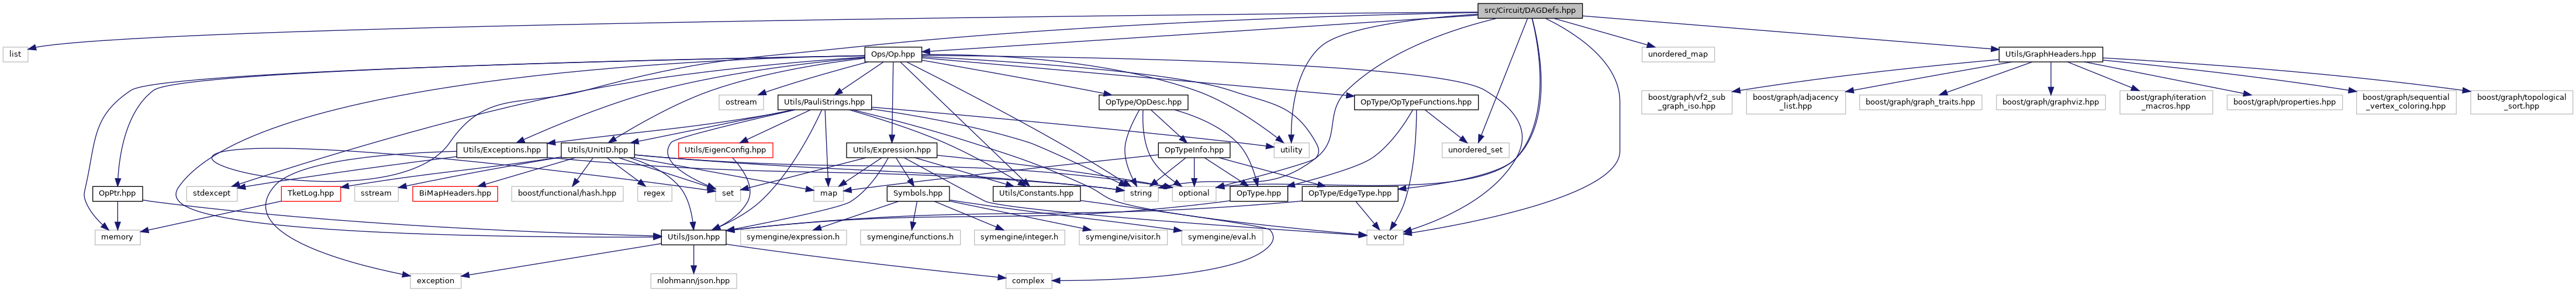 src/Circuit/DAGDefs.hpp
list
Ops/Op.hpp
unordered_map
Utils/GraphHeaders.hpp
ostream
Utils/PauliStrings.hpp
OpType/OpDesc.hpp
OpType/OpTypeFunctions.hpp
boost/graph/vf2_sub
_graph_iso.hpp
boost/graph/adjacency
_list.hpp
boost/graph/graph_traits.hpp
boost/graph/graphviz.hpp
boost/graph/iteration
_macros.hpp
boost/graph/properties.hpp
boost/graph/sequential
_vertex_coloring.hpp
boost/graph/topological
_sort.hpp
Utils/Exceptions.hpp
Utils/UnitID.hpp
Utils/EigenConfig.hpp
Utils/Expression.hpp
OpTypeInfo.hpp
utility
unordered_set
OpPtr.hpp
stdexcept
TketLog.hpp
sstream
BiMapHeaders.hpp
boost/functional/hash.hpp
regex
set
map
Symbols.hpp
Utils/Constants.hpp
string
optional
OpType.hpp
OpType/EdgeType.hpp
memory
Utils/Json.hpp
symengine/expression.h
symengine/functions.h
symengine/integer.h
symengine/visitor.h
symengine/eval.h
vector
exception
nlohmann/json.hpp
complex